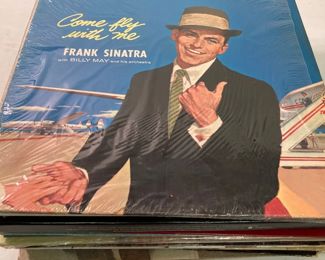 Come fly
with me
FRANK SINATRA
with BILLY MAY and his orchestra